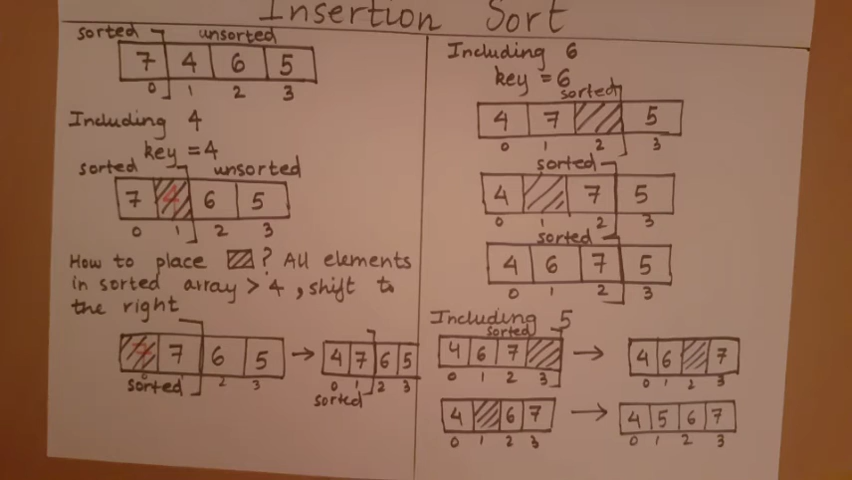 Insertion Sort
sorted unsorted
7 4 6 5
0 1 2 3
Including 4
key = 4
sorted unsorted
7 4 6 5
0 1 2 3
How to place ? All elements
in sorted array > 4, shift to
the right
7 7 6 5 → 4 7 6 5
0 2 3 0 1 2 3
sorted sorted
Including 6
key = 6
sorted
4 7 5
0 1 2 3
sorted
4 7 5
0 1 2 3
sorted
4 6 7 5
0 1 2 3
Including 5
sorted
4 6 7 → 4 6 7
0 1 2 3 0 1 2 3
4 6 7 → 4 5 6 7
0 1 2 3 0 1 2 3